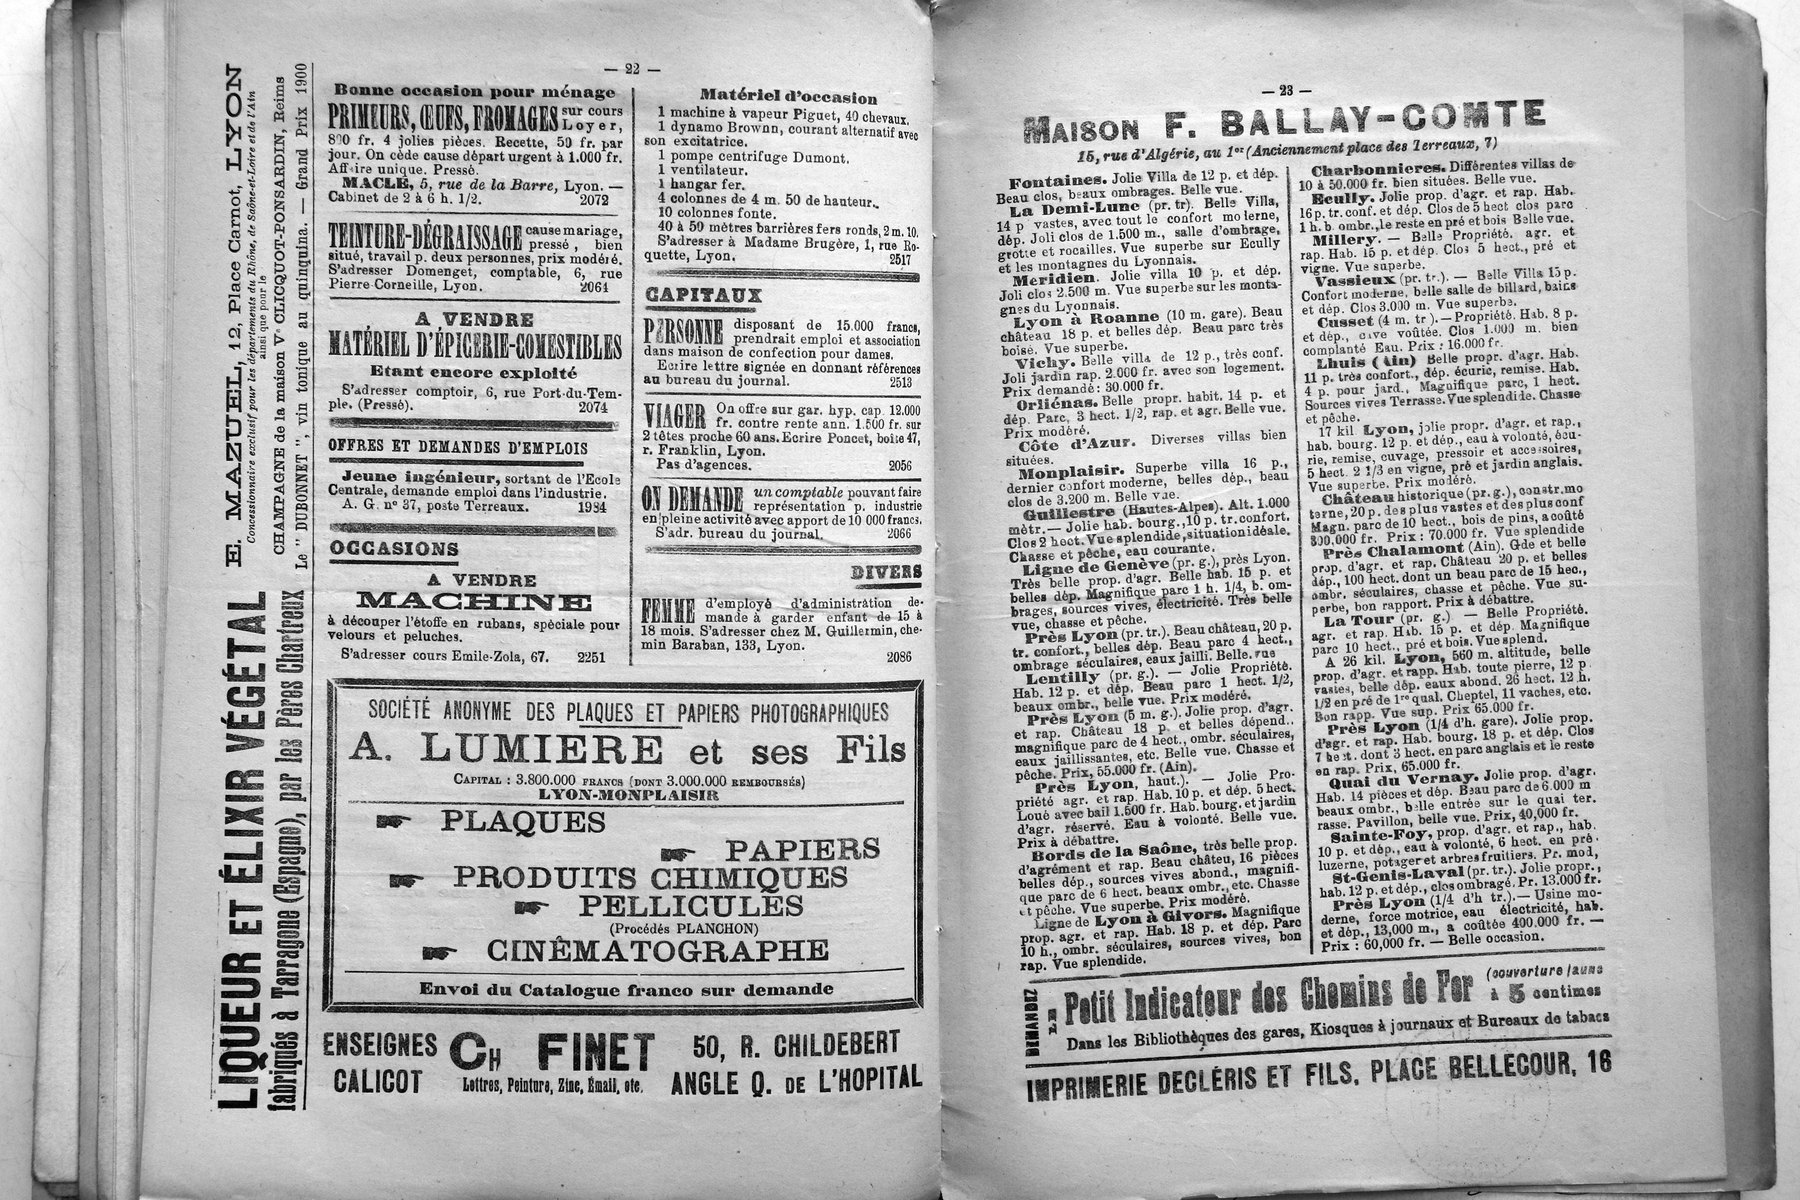 E. MAZUEL, 12, Place Carnot, LYON
Concessionnaire exclusif pour les départements du Rhône, de Saône-et-Loire et de l'Ain
ainsi que pour le
CHAMPAGNE de la maison Vᵉ CLICQUOT-PONSARDIN, Reims
Le " DUBONNET ", vin tonique au quinquina. — Grand Prix 1900
LIQUEUR ET ÉLIXIR VÉGÉTAL
fabriqués à Tarragone (Espagne), par les Pères Chartreux
— 22 —
Bonne occasion pour ménage
PRIMEURS, ŒUFS, FROMAGES sur cours
Loyer,
800 fr. 4 jolies pièces. Recette, 50 fr. par
jour. On cède cause départ urgent à 1.000 fr.
Affaire unique. Pressé.
MACLÉ, 5, rue de la Barre, Lyon. —
Cabinet de 2 à 6 h. 1/2. 2072
TEINTURE-DÉGRAISSAGE cause mariage,
pressé, bien
situé, travail p. deux personnes, prix modéré.
S'adresser Domenget, comptable, 6, rue
Pierre-Corneille, Lyon. 2064
A VENDRE
MATÉRIEL D'ÉPICERIE-COMESTIBLES
Etant encore exploité
S'adresser comptoir, 6, rue Port-du-Tem-
ple. (Pressé). 2074
OFFRES ET DEMANDES D'EMPLOIS
Jeune ingénieur, sortant de l'Ecole
Centrale, demande emploi dans l'industrie.
A. G. nº 37, poste Terreaux. 1984
OCCASIONS
A VENDRE
MACHINE
à découper l'étoffe en rubans, spéciale pour
velours et peluches.
S'adresser cours Emile-Zola, 67. 2251
Matériel d'occasion
1 machine à vapeur Piguet, 40 chevaux.
1 dynamo Brownn, courant alternatif avec
son excitatrice.
1 pompe centrifuge Dumont.
1 ventilateur.
1 hangar fer.
4 colonnes de 4 m. 50 de hauteur.
10 colonnes fonte.
40 à 50 mètres barrières fers ronds, 2 m. 10.
S'adresser à Madame Brugère, 1, rue Ro-
quette, Lyon. 2517
CAPITAUX
PERSONNE disposant de 15.000 francs,
prendrait emploi et association
dans maison de confection pour dames.
Ecrire lettre signée en donnant références
au bureau du journal. 2513
VIAGER On offre sur gar. hyp. cap. 12.000
fr. contre rente ann. 1.500 fr. sur
2 têtes proche 60 ans. Ecrire Poncet, boîte 47,
r. Franklin, Lyon.
Pas d'agences. 2056
ON DEMANDE un comptable pouvant faire
représentation p. industrie
en pleine activité avec apport de 10 000 francs.
S'adr. bureau du journal. 2066
DIVERS
FEMME d'employé d'administration de-
mande à garder enfant de 15 à
18 mois. S'adresser chez M. Guillermin, che-
min Baraban, 133, Lyon.
2086
SOCIÉTÉ ANONYME DES PLAQUES ET PAPIERS PHOTOGRAPHIQUES
A. LUMIERE et ses Fils
CAPITAL : 3.800.000 FRANCS (DONT 3.000.000 REMBOURSÉS)
LYON-MONPLAISIR
PLAQUES
PAPIERS
PRODUITS CHIMIQUES
PELLICULES
(Procédés PLANCHON)
CINÉMATOGRAPHE
Envoi du Catalogue franco sur demande
ENSEIGNES CH FINET 50, R. CHILDEBERT
CALICOT Lettres, Peinture, Zinc, Émail, etc. ANGLE Q. DE L'HOPITAL
— 23 —
MAISON F. BALLAY-COMTE
15, rue d'Algérie, au 1ᵉʳ (Anciennement place des Terreaux, 7)
Fontaines. Jolie Villa de 12 p. et dép.
Beau clos, beaux ombrages. Belle vue.
La Demi-Lune (pr. tr). Belle Villa,
14 p vastes, avec tout le confort moderne,
dép. Joli clos de 1.500 m., salle d'ombrage,
grotte et rocailles. Vue superbe sur Ecully
et les montagnes du Lyonnais.
Meridien. Jolie villa 10 p. et dép.
Joli clos 2.500 m. Vue superbe sur les monta-
gnes du Lyonnais.
Lyon à Roanne (10 m. gare). Beau
château 18 p. et belles dép. Beau parc très
boisé. Vue superbe.
Vichy. Belle villa de 12 p., très conf.
Joli jardin rap. 2.000 fr. avec son logement.
Prix demandé : 30.000 fr.
Orliénas. Belle propr. habit. 14 p. et
dép. Parc, 3 hect. 1/2, rap. et agr. Belle vue.
Prix modéré.
Côte d'Azur. Diverses villas bien
situées.
Monplaisir. Superbe villa 16 p.,
dernier confort moderne, belles dép., beau
clos de 3.200 m. Belle vue.
Guillestre (Hautes-Alpes). Alt. 1.000
mètr. — Jolie hab. bourg., 10 p. tr. confort.
Clos 2 hect. Vue splendide, situation idéale.
Chasse et pêche, eau courante.
Ligne de Genève (pr. g.), près Lyon.
Très belle prop. d'agr. Belle hab. 15 p. et
belles dép. Magnifique parc 1 h. 1/4, b. om-
brages, sources vives, électricité. Très belle
vue, chasse et pêche.
Près Lyon (pr. tr.). Beau château, 20 p.
tr. confort., belles dép. Beau parc 4 hect.,
ombrage séculaires, eaux jailli. Belle vue
Lentilly (pr. g.). — Jolie Propriété.
Hab. 12 p. et dép. Beau parc 1 hect. 1/2,
beaux ombr., belle vue. Prix modéré.
Près Lyon (5 m. g.). Jolie prop. d'agr.
et rap. Château 18 p. et belles dépend..
magnifique parc de 4 hect., ombr. séculaires,
eaux jaillissantes, etc. Belle vue. Chasse et
pêche. Prix, 55.000 fr. (Ain).
Près Lyon, haut.). — Jolie Pro-
priété agr. et rap. Hab. 10 p. et dép. 5 hect.
Loué avec bail 1.500 fr. Hab. bourg. et jardin
d'agr. réservé. Eau à volonté. Belle vue.
Prix à débattre.
Bords de la Saône, très belle prop.
d'agrément et rap. Beau châteu, 16 pièces
belles dép., sources vives abond., magnifi-
que parc de 6 hect. beaux ombr., etc. Chasse
et pêche. Vue superbe. Prix modéré.
Ligne de Lyon à Givors. Magnifique
prop. agr. et rap. Hab. 18 p. et dép. Parc
10 h., ombr. séculaires, sources vives, bon
rap. Vue splendide.
Charbonnieres. Différentes villas de
10 à 50.000 fr. bien situées. Belle vue.
Ecully. Jolie prop. d'agr. et rap. Hab.
16 p. tr. conf. et dép. Clos de 5 hect clos parc
1 h. b. ombr., le reste en pré et bois Belle vue.
Millery. — Belle Propriété. agr. et
rap. Hab. 15 p. et dép. Clos 5 hect., pré et
vigne. Vue superbe.
Vassieux (pr. tr.). — Belle Villa 15 p.
Confort moderne, belle salle de billard, bains
et dép. Clos 3.000 m. Vue superbe.
Cusset (4 m. tr). — Propriété. Hab. 8 p.
et dép., cave voûtée. Clos 1.000 m. bien
complanté Eau. Prix : 16.000 fr.
Lhuis (Ain) Belle propr. d'agr. Hab.
11 p. très confort., dép. écurie, remise. Hab.
4 p. pour jard., Magnifique parc, 1 hect.
Sources vives Terrasse. Vue splendide. Chasse
et pêche.
17 kil Lyon, jolie propr. d'agr. et rap.,
hab. bourg. 12 p. et dép., eau à volonté, écu-
rie, remise, cuvage, pressoir et accessoires,
5 hect. 2 1/3 en vigne, pré et jardin anglais.
Vue superbe. Prix modéré.
Château historique (pr. g.), constr. mo
terne, 20 p. des plus vastes et des plus conf
Magn. parc de 10 hect., bois de pins, a coûté
300.000 fr. Prix : 70.000 fr. Vue splendide
Près Chalamont (Ain). Gde et belle
prop. d'agr. et rap. Château 20 p. et belles
dép., 100 hect. dont un beau parc de 15 hec.,
ombr. séculaires, chasse et pêche. Vue su-
perbe, bon rapport. Prix à débattre.
La Tour (pr. g.) — Belle Propriété.
agr. et rap. Hab. 15 p. et dép Magnifique
parc 10 hect., pré et bois. Vue splend.
A 26 kil. Lyon, 560 m. altitude, belle
prop. d'agr. et rapp. Hab. toute pierre, 12 p
vastes, belle dép. eaux abond. 26 hect. 12 h.
1/2 en pré de 1ʳᵉ qual. Cheptel, 11 vaches, etc.
Bon rapp. Vue sup. Prix 65.000 fr.
Près Lyon (1/4 d'h. gare). Jolie prop.
d'agr. et rap. Hab. bourg. 18 p. et dép. Clos
7 hect. dont 3 hect. en parc anglais et le reste
en rap. Prix, 65.000 fr.
Quai du Vernay. Jolie prop. d'agr.
Hab. 14 pièces et dép. Beau parc de 6.000 m
beaux ombr., belle entrée sur le quai ter.
rasse. Pavillon, belle vue. Prix, 40,000 fr.
Sainte-Foy, prop. d'agr. et rap., hab.
10 p. et dép., eau à volonté, 6 hect. en pré
luzerne, potager et arbres fruitiers. Pr. mod,
St-Genis-Laval (pr. tr.). Jolie propr.,
hab. 12 p. et dép., clos ombragé. Pr. 13.000 fr.
Près Lyon (1/4 d'h tr.). — Usine mo-
derne, force motrice, eau électricité, hab.
et dép., 13,000 m., a coûtée 400.000 fr. —
Prix : 60,000 fr. — Belle occasion.
DEMANDEZ
LE Petit Indicateur des Chemins de Fer (couverture jaune
à 5 centimes
Dans les Bibliothèques des gares, Kiosques à journaux et Bureaux de tabacs
IMPRIMERIE DECLÉRIS ET FILS, PLACE BELLECOUR, 16